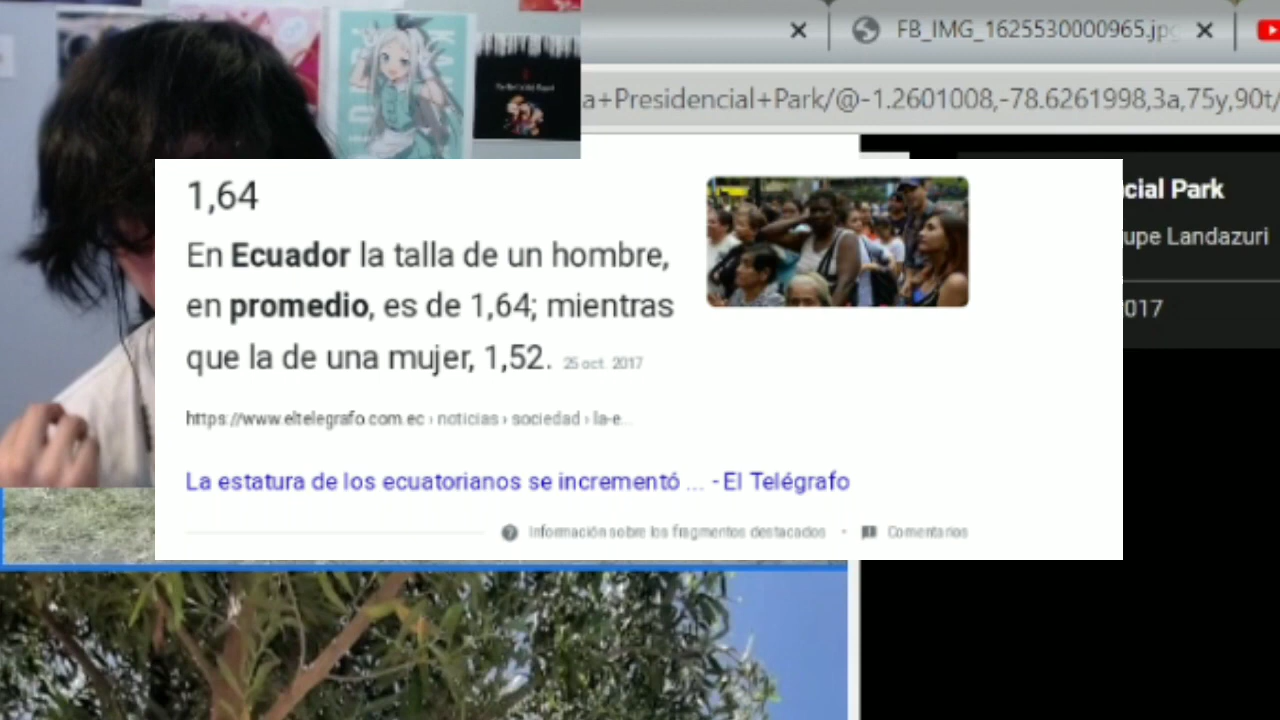 FB_IMG_1625530000965.jp
a+Presidencial+Park/@-1.2601008,-78.6261998,3a,75y,90t/
cial Park
upe Landazuri
017
1,64
En Ecuador la talla de un hombre,
en promedio, es de 1,64; mientras
que la de una mujer, 1,52. 25 oct. 2017
https://www.eltelegrafo.com.ec › noticias › sociedad › la-e...
La estatura de los ecuatorianos se incrementó ... - El Telégrafo
Información sobre los fragmentos destacados • Comentarios